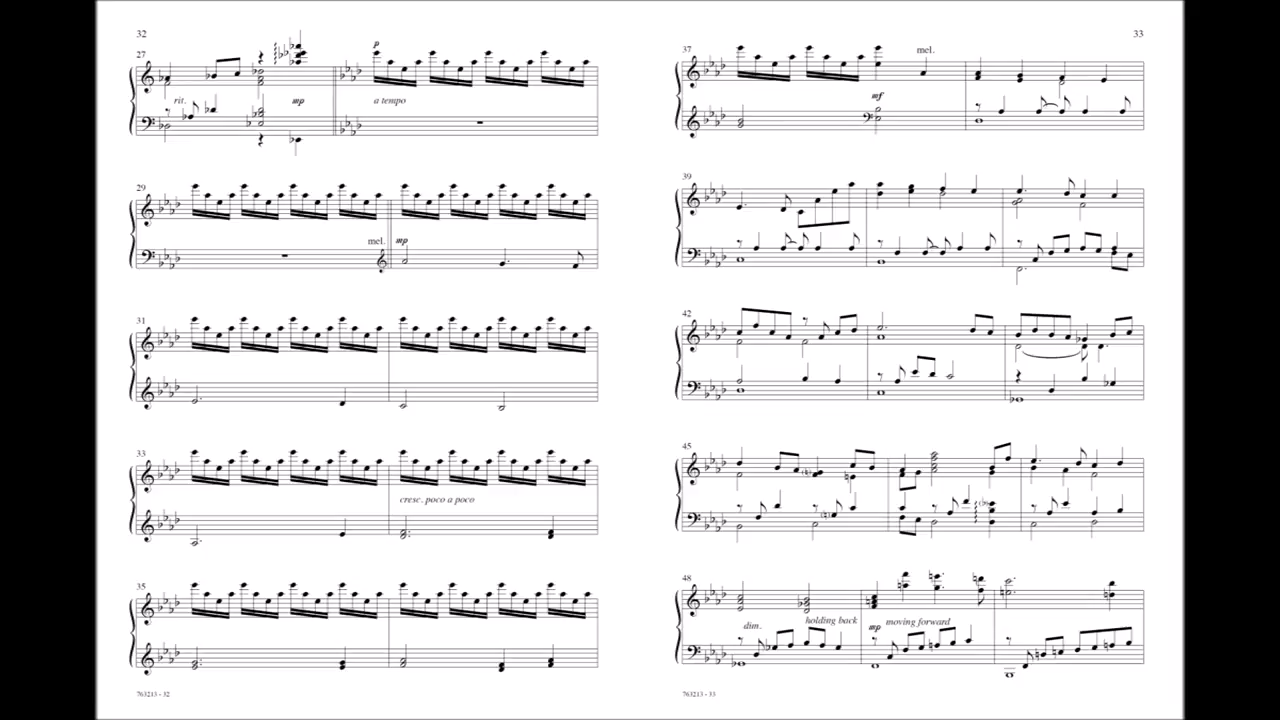 32
27
p
rit.
mp
a tempo
29
mel.
mp
31
33
cresc. poco a poco
35
763213 - 32
33
37
mel.
mf
39
42
45
48
dim.
holding back
mp
moving forward
763213 - 33